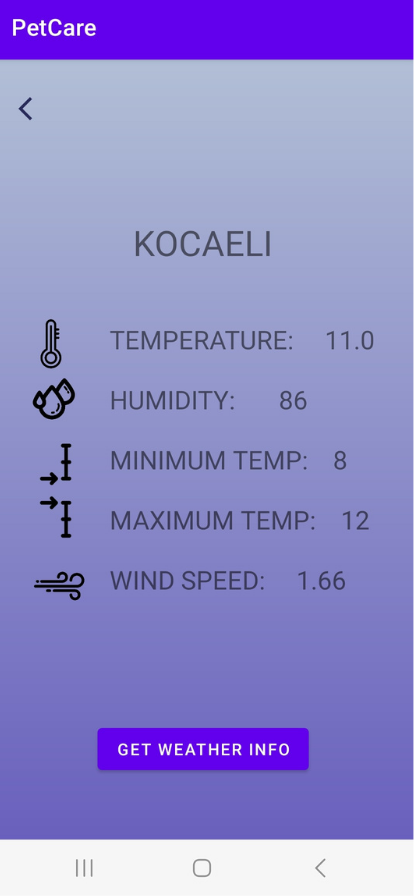 PetCare
KOCAELI
TEMPERATURE: 11.0
HUMIDITY: 86
MINIMUM TEMP: 8
MAXIMUM TEMP: 12
WIND SPEED: 1.66
GET WEATHER INFO